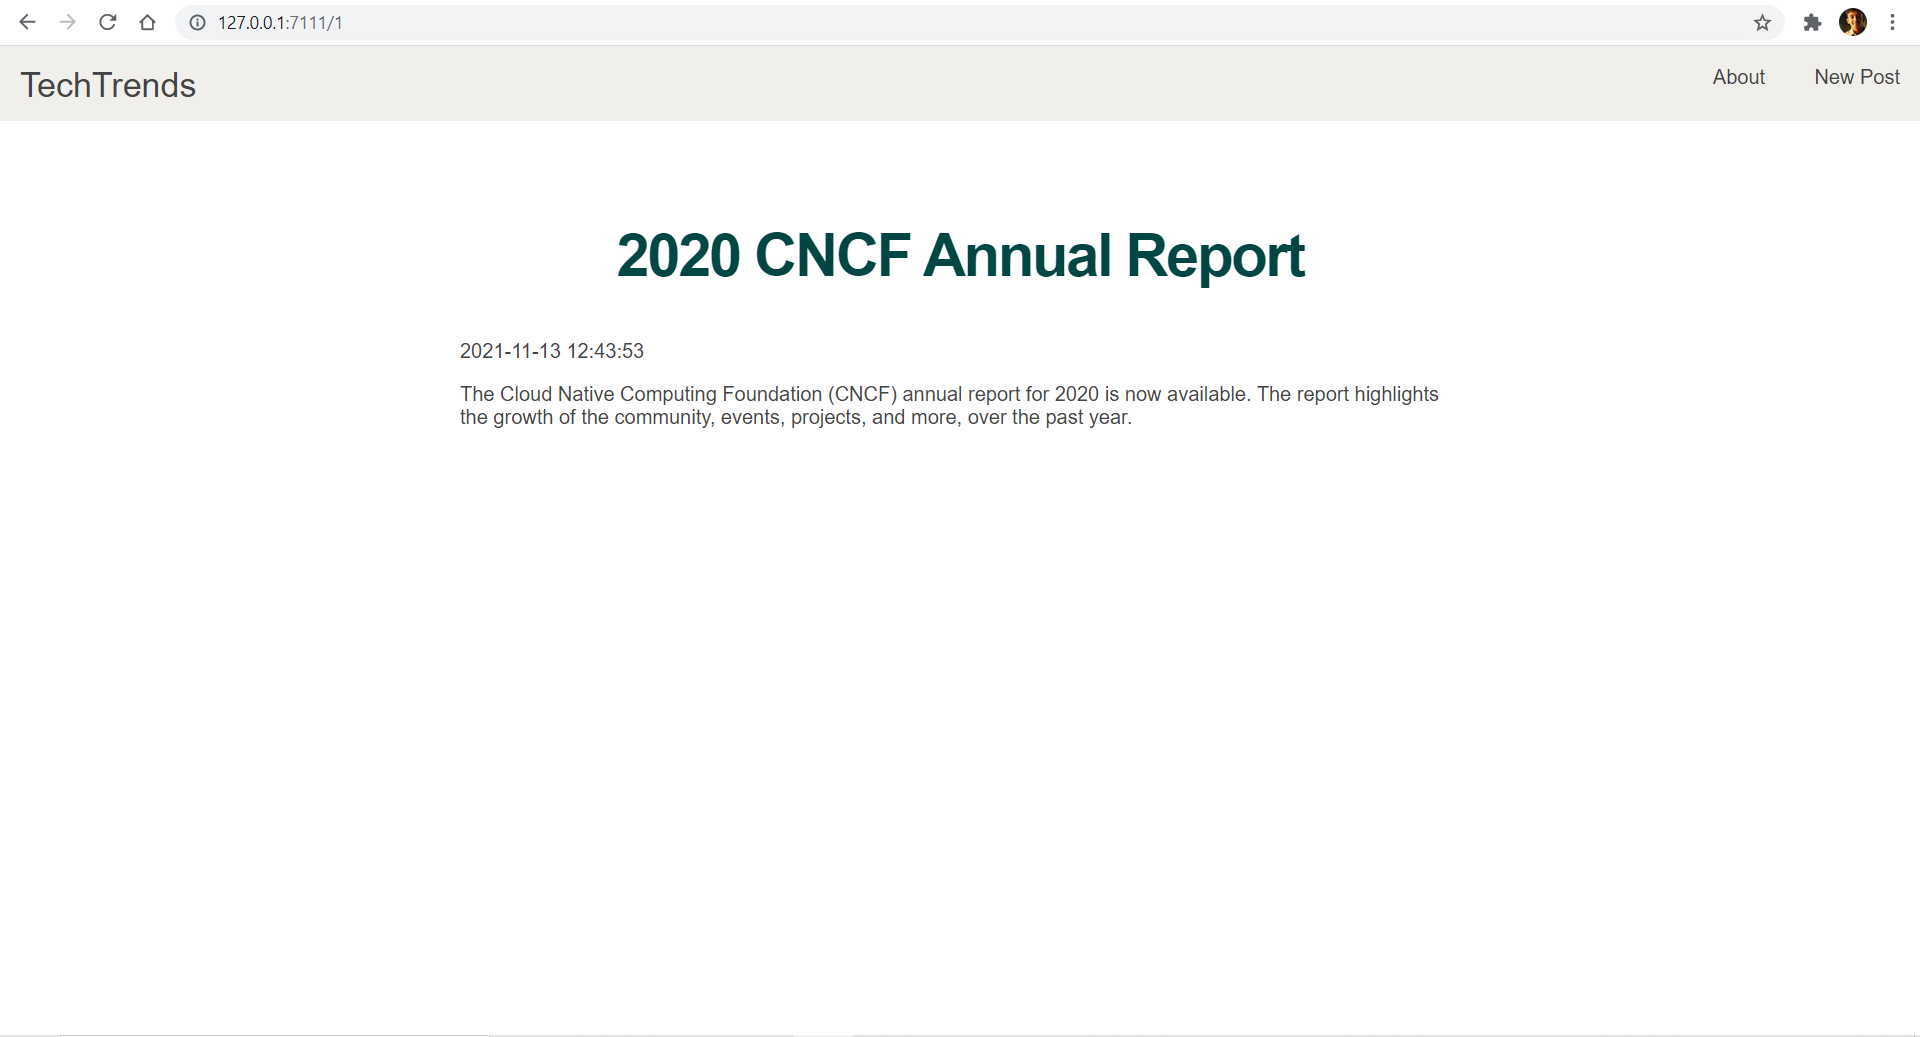 127.0.0.1:7111/1
TechTrends
About
New Post
2020 CNCF Annual Report
2021-11-13 12:43:53
The Cloud Native Computing Foundation (CNCF) annual report for 2020 is now available. The report highlights
the growth of the community, events, projects, and more, over the past year.